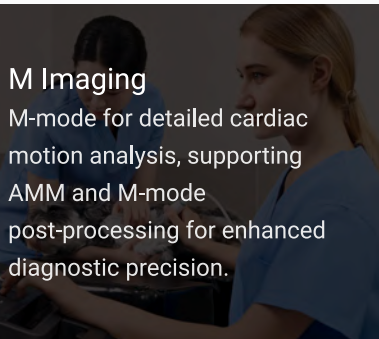 M Imaging
M-mode for detailed cardiac
motion analysis, supporting
AMM and M-mode
post-processing for enhanced
diagnostic precision.